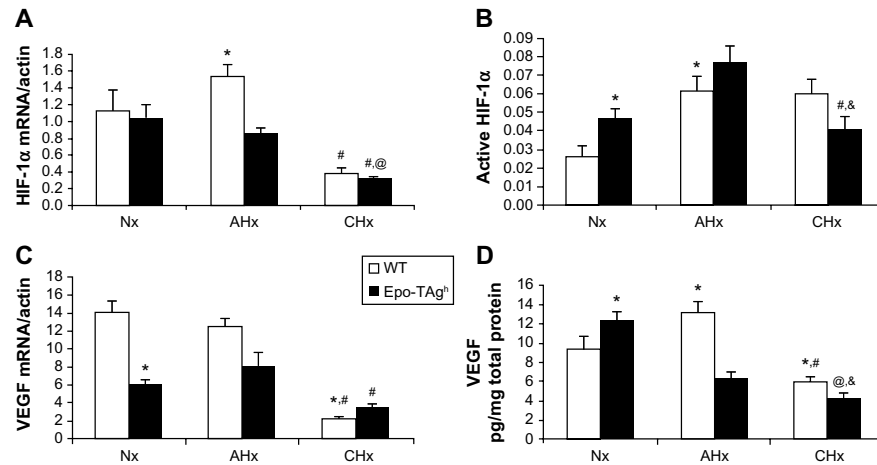 A
HIF-1α mRNA/actin
1.8
1.6
1.4
1.2
1.0
0.8
0.6
0.4
0.2
0.0
*
#
#,@
Nx
AHx
CHx
B
Active HIF-1α
0.09
0.08
0.07
0.06
0.05
0.04
0.03
0.02
0.01
0.00
*
*
#,&
Nx
AHx
CHx
C
VEGF mRNA/actin
18
16
14
12
10
8
6
4
2
0
*
*,#
#
Nx
AHx
CHx
WT
Epo-TAgʰ
D
VEGF
pg/mg total protein
16
14
12
10
8
6
4
2
0
*
*
*,#
@,&
Nx
AHx
CHx